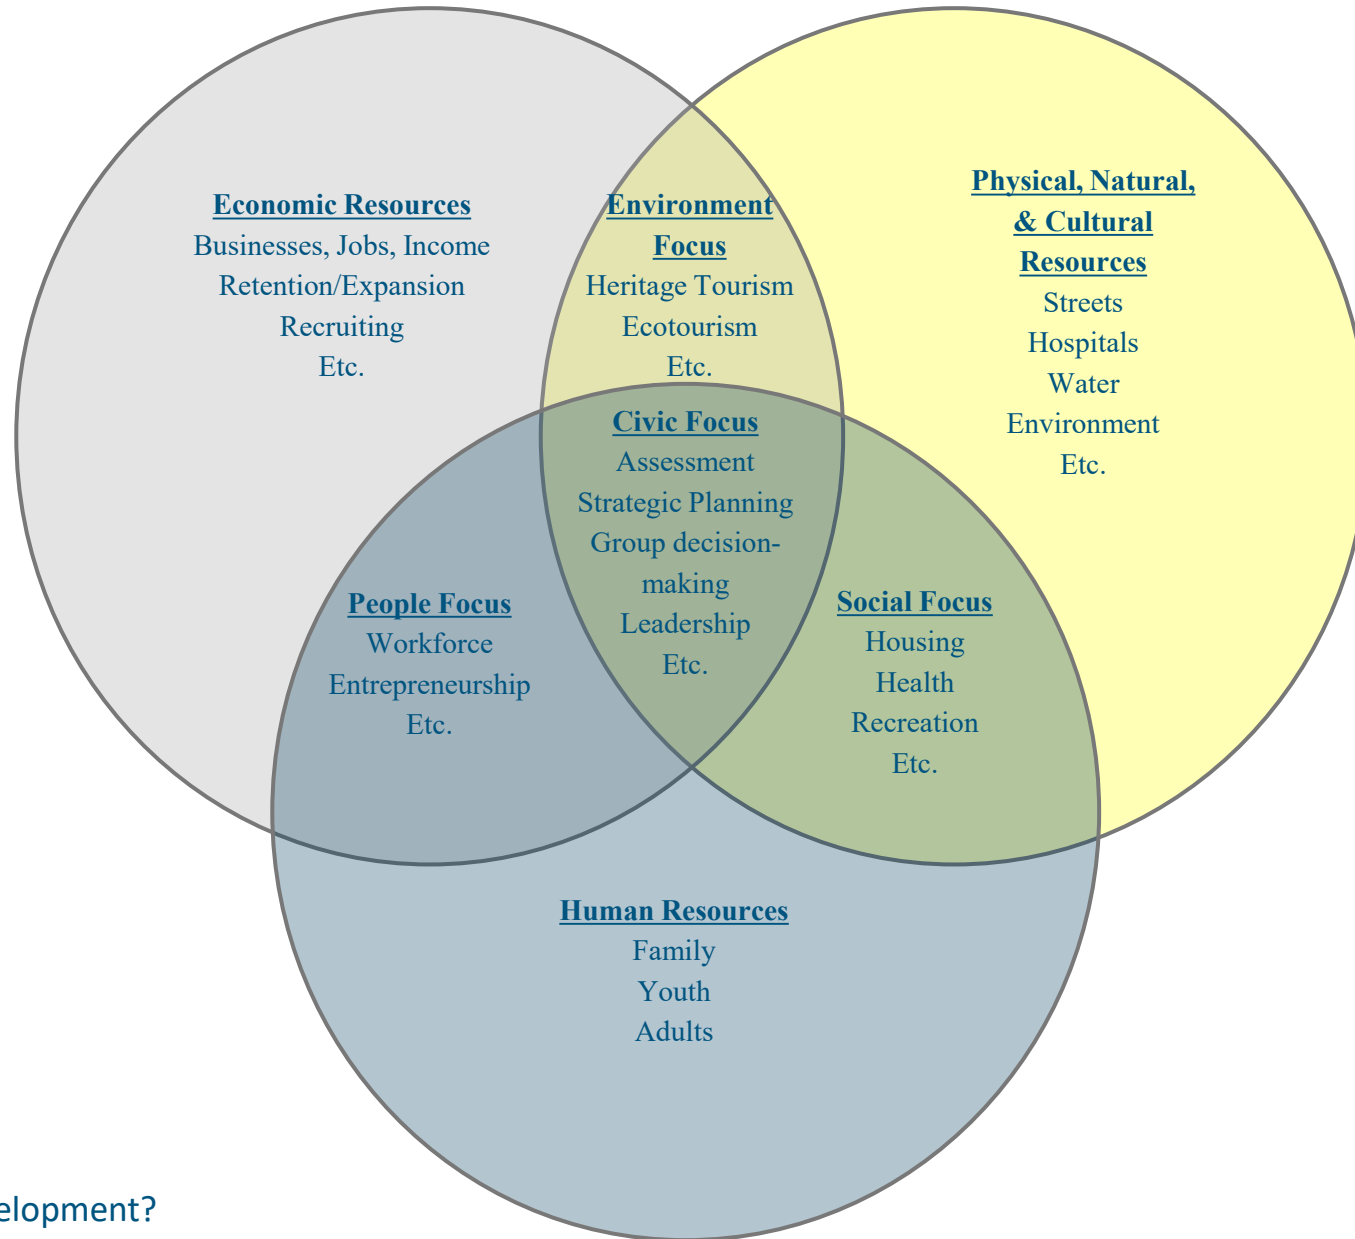 Economic Resources
Businesses, Jobs, Income
Retention/Expansion
Recruiting
Etc.
Environment
Focus
Heritage Tourism
Ecotourism
Etc.
Physical, Natural,
& Cultural
Resources
Streets
Hospitals
Water
Environment
Etc.
Civic Focus
Assessment
Strategic Planning
Group decision-
making
Leadership
Etc.
People Focus
Workforce
Entrepreneurship
Etc.
Social Focus
Housing
Health
Recreation
Etc.
Human Resources
Family
Youth
Adults
elopment?